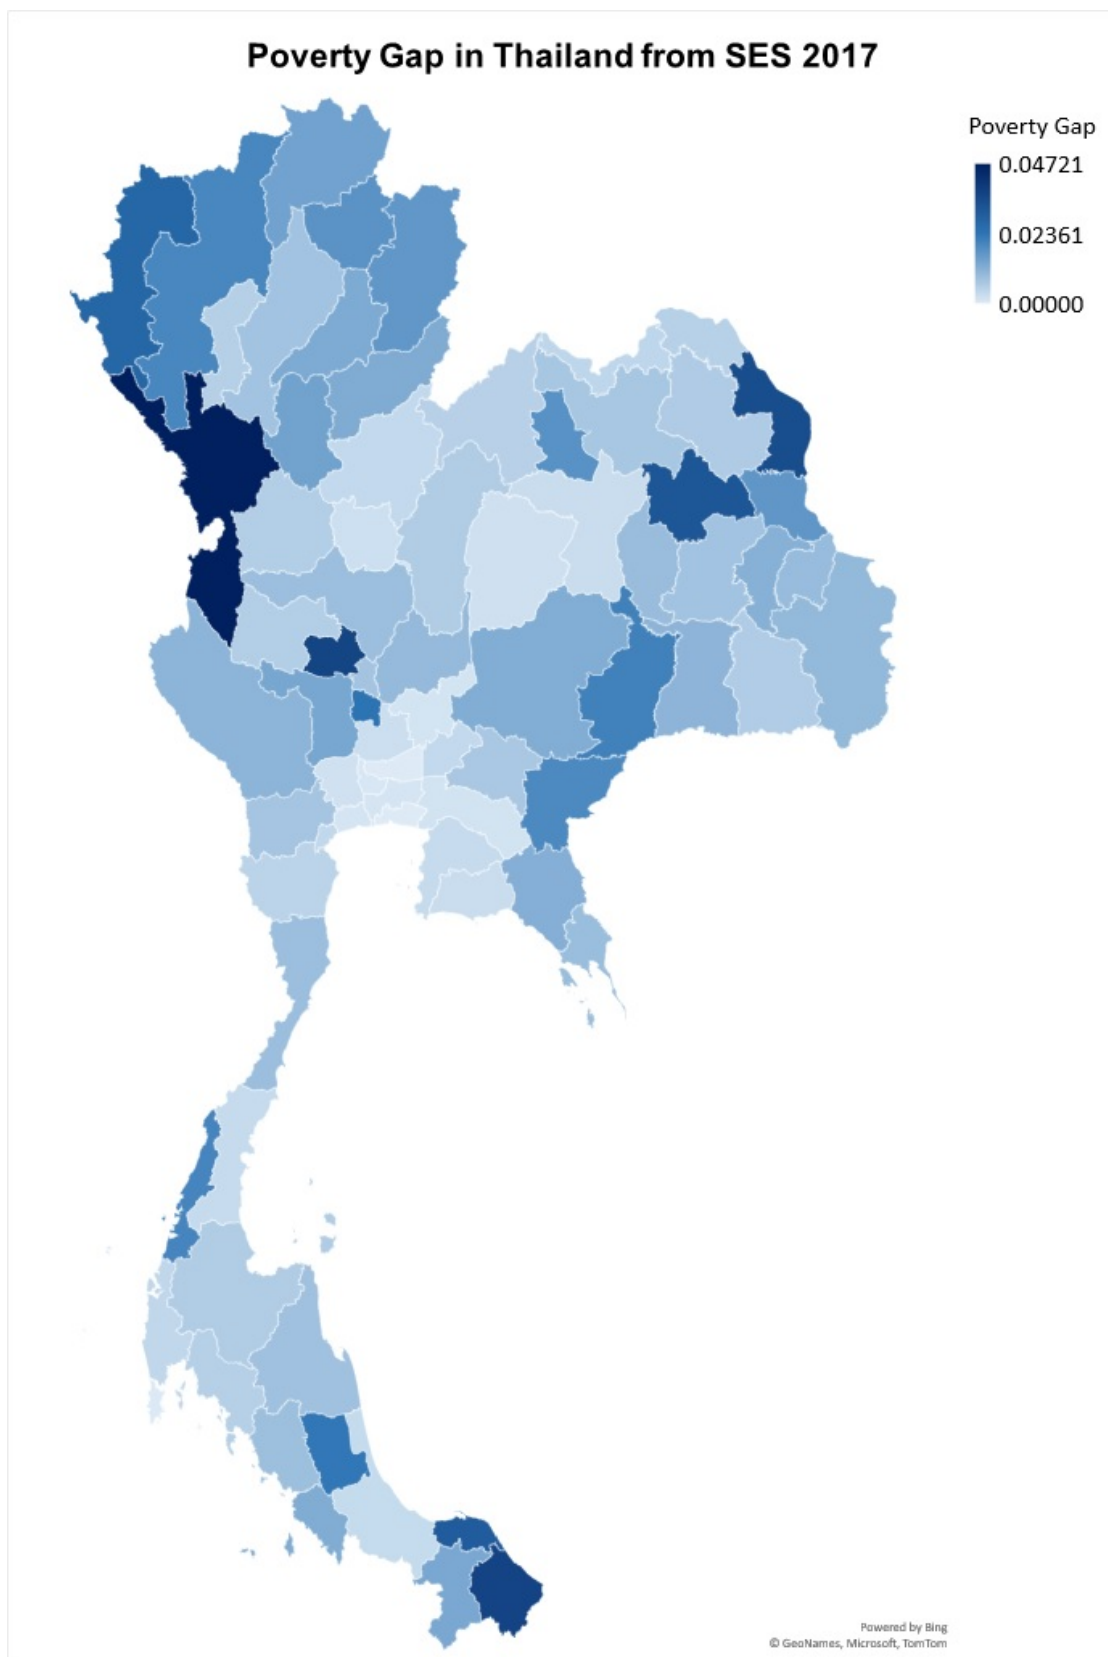 Poverty Gap in Thailand from SES 2017
Poverty Gap
0.04721
0.02361
0.00000
Powered by Bing
© GeoNames, Microsoft, TomTom